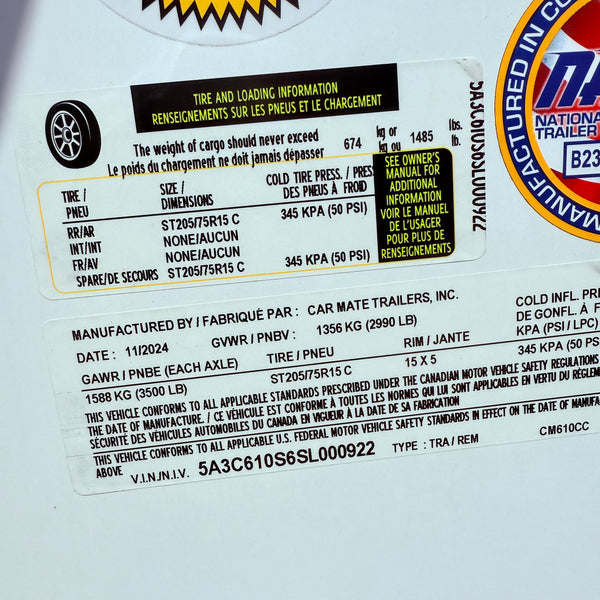 TIRE AND LOADING INFORMATION
RENSEIGNEMENTS SUR LES PNEUS ET LE CHARGEMENT
The weight of cargo should never exceed
Le poids du chargement ne doit jamais dépasser
674 kg or 1485 lbs.
kg ou lb.
TIRE / SIZE / COLD TIRE PRESS. / PRESS
PNEU DIMENSIONS DES PNEUS À FROID
RR/AR ST205/75R15 C 345 KPA (50 PSI)
INT/INT NONE/AUCUN
FR/AV NONE/AUCUN
SPARE/DE SECOURS ST205/75R15 C 345 KPA (50 PSI)
SEE OWNER'S
MANUAL FOR
ADDITIONAL
INFORMATION
VOIR LE MANUEL
DE L'USAGER
POUR PLUS DE
RENSEIGNEMENTS
5A3C610S6SL000922
MANUFACTURED IN CO
NATIONAL
TRAILER
B23
MANUFACTURED BY / FABRIQUÉ PAR : CAR MATE TRAILERS, INC.
DATE : 11/2024 GVWR / PNBV : 1356 KG (2990 LB)
COLD INFL. PRE
DE GONFL. À F
KPA (PSI / LPC)
GAWR / PNBE (EACH AXLE) TIRE / PNEU RIM / JANTE
1588 KG (3500 LB) ST205/75R15 C 15 X 5 345 KPA (50 PS
THIS VEHICLE CONFORMS TO ALL APPLICABLE STANDARDS PRESCRIBED UNDER THE CANADIAN MOTOR VEHICLE SAFETY REGULATIONS
THE DATE OF MANUFACTURE. / CE VÉHICULE EST CONFORME À TOUTES LES NORMES QUI LUI SONT APPLICABLES EN VERTU DU RÉGLEM
SÉCURITÉ DES VÉHICULES AUTOMOBILES DU CANADA EN VIGUEUR À LA DATE DE SA FABRICATION
THIS VEHICLE CONFORMS TO ALL APPLICABLE U.S. FEDERAL MOTOR VEHICLE SAFETY STANDARDS IN EFFECT ON THE DATE OF MANUFA
ABOVE
V.I.N./N.I.V. 5A3C610S6SL000922 TYPE : TRA / REM CM610CC